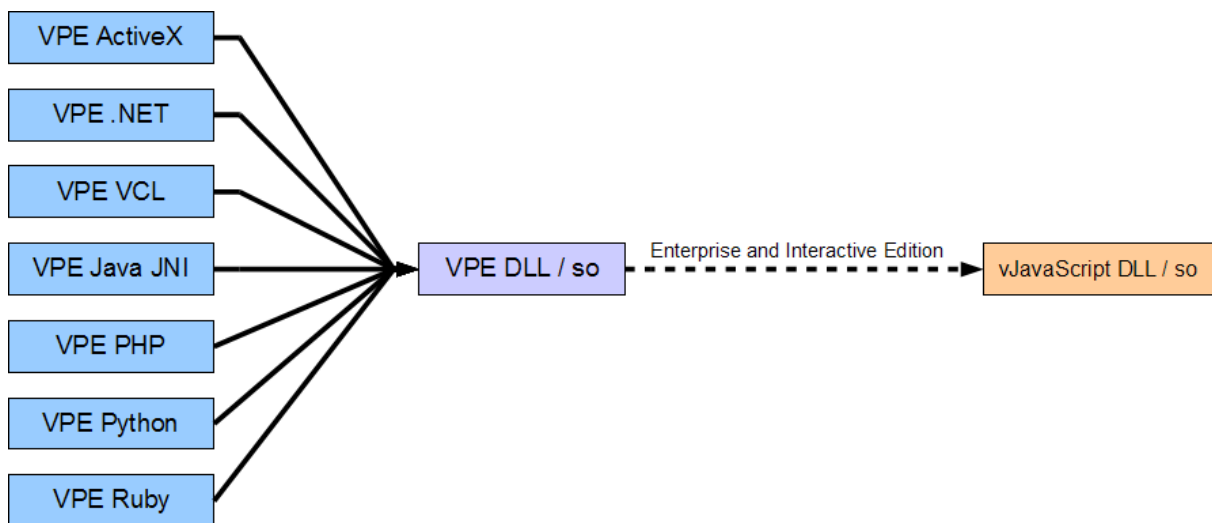 VPE ActiveX
VPE .NET
VPE VCL
VPE Java JNI
VPE PHP
VPE Python
VPE Ruby
VPE DLL / so
Enterprise and Interactive Edition
vJavaScript DLL / so